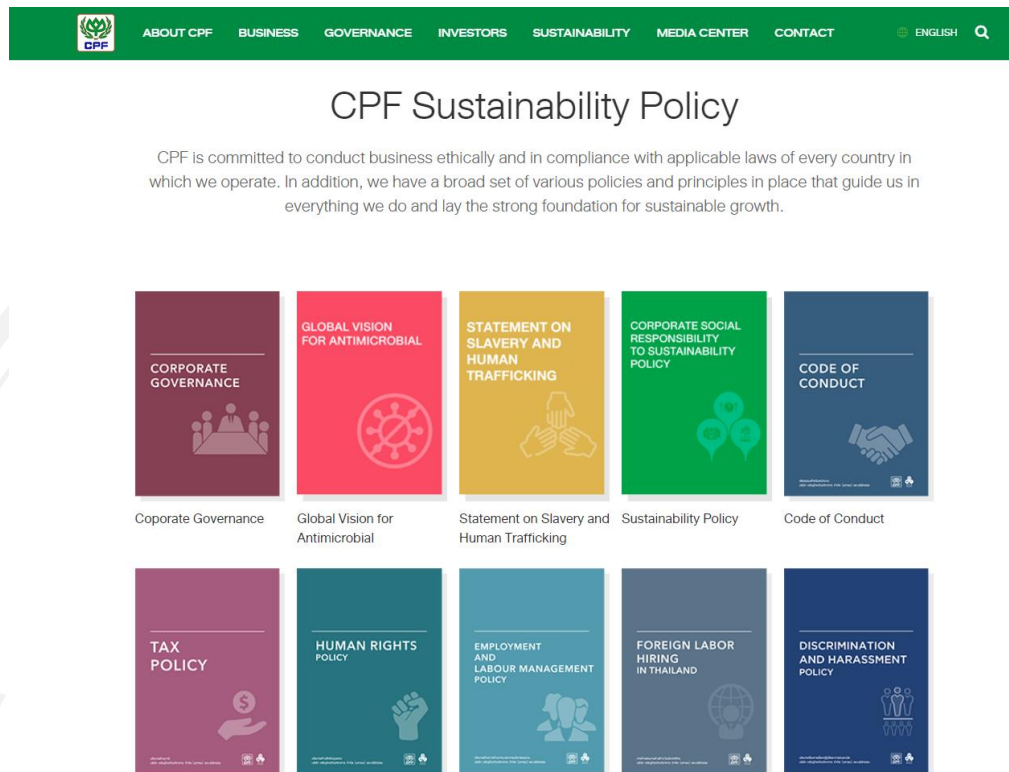 CPF
ABOUT CPF BUSINESS GOVERNANCE INVESTORS SUSTAINABILITY MEDIA CENTER CONTACT ENGLISH
CPF Sustainability Policy
CPF is committed to conduct business ethically and in compliance with applicable laws of every country in
which we operate. In addition, we have a broad set of various policies and principles in place that guide us in
everything we do and lay the strong foundation for sustainable growth.
CORPORATE
GOVERNANCE
GLOBAL VISION
FOR ANTIMICROBIAL
STATEMENT ON
SLAVERY AND
HUMAN
TRAFFICKING
CORPORATE SOCIAL
RESPONSIBILITY
TO SUSTAINABILITY
POLICY
CODE OF
CONDUCT
Coporate Governance
Global Vision for
Antimicrobial
Statement on Slavery and
Human Trafficking
Sustainability Policy
Code of Conduct
TAX
POLICY
HUMAN RIGHTS
POLICY
EMPLOYMENT
AND
LABOUR MANAGEMENT
POLICY
FOREIGN LABOR
HIRING
IN THAILAND
DISCRIMINATION
AND HARASSMENT
POLICY